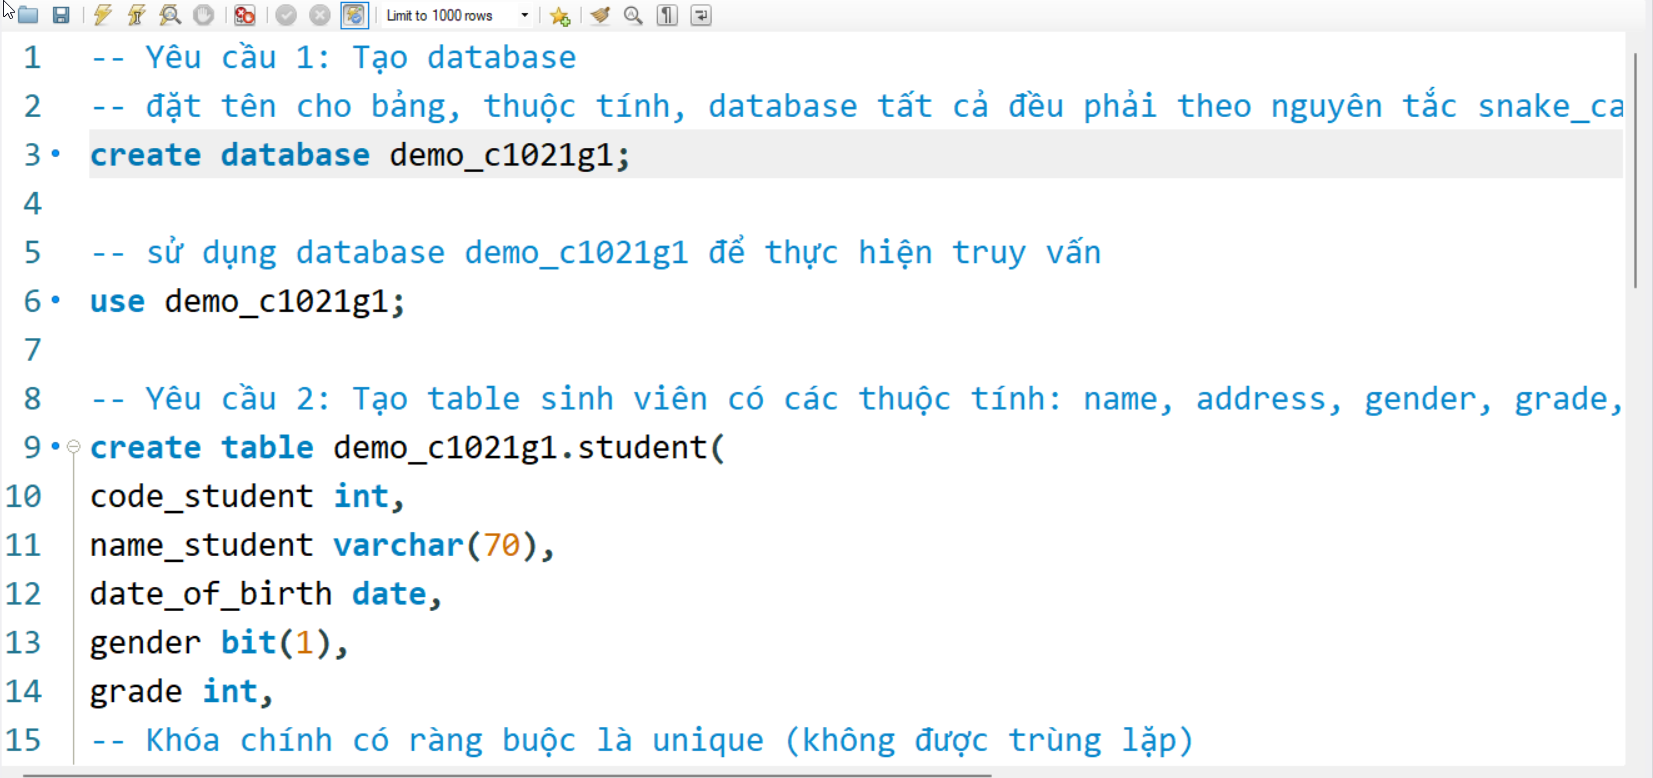 Limit to 1000 rows
1 -- Yêu cầu 1: Tạo database
2 -- đặt tên cho bảng, thuộc tính, database tất cả đều phải theo nguyên tắc snake_ca
3 create database demo_c1021g1;
4
5 -- sử dụng database demo_c1021g1 để thực hiện truy vấn
6 use demo_c1021g1;
7
8 -- Yêu cầu 2: Tạo table sinh viên có các thuộc tính: name, address, gender, grade,
9 create table demo_c1021g1.student(
10 code_student int,
11 name_student varchar(70),
12 date_of_birth date,
13 gender bit(1),
14 grade int,
15 -- Khóa chính có ràng buộc là unique (không được trùng lặp)